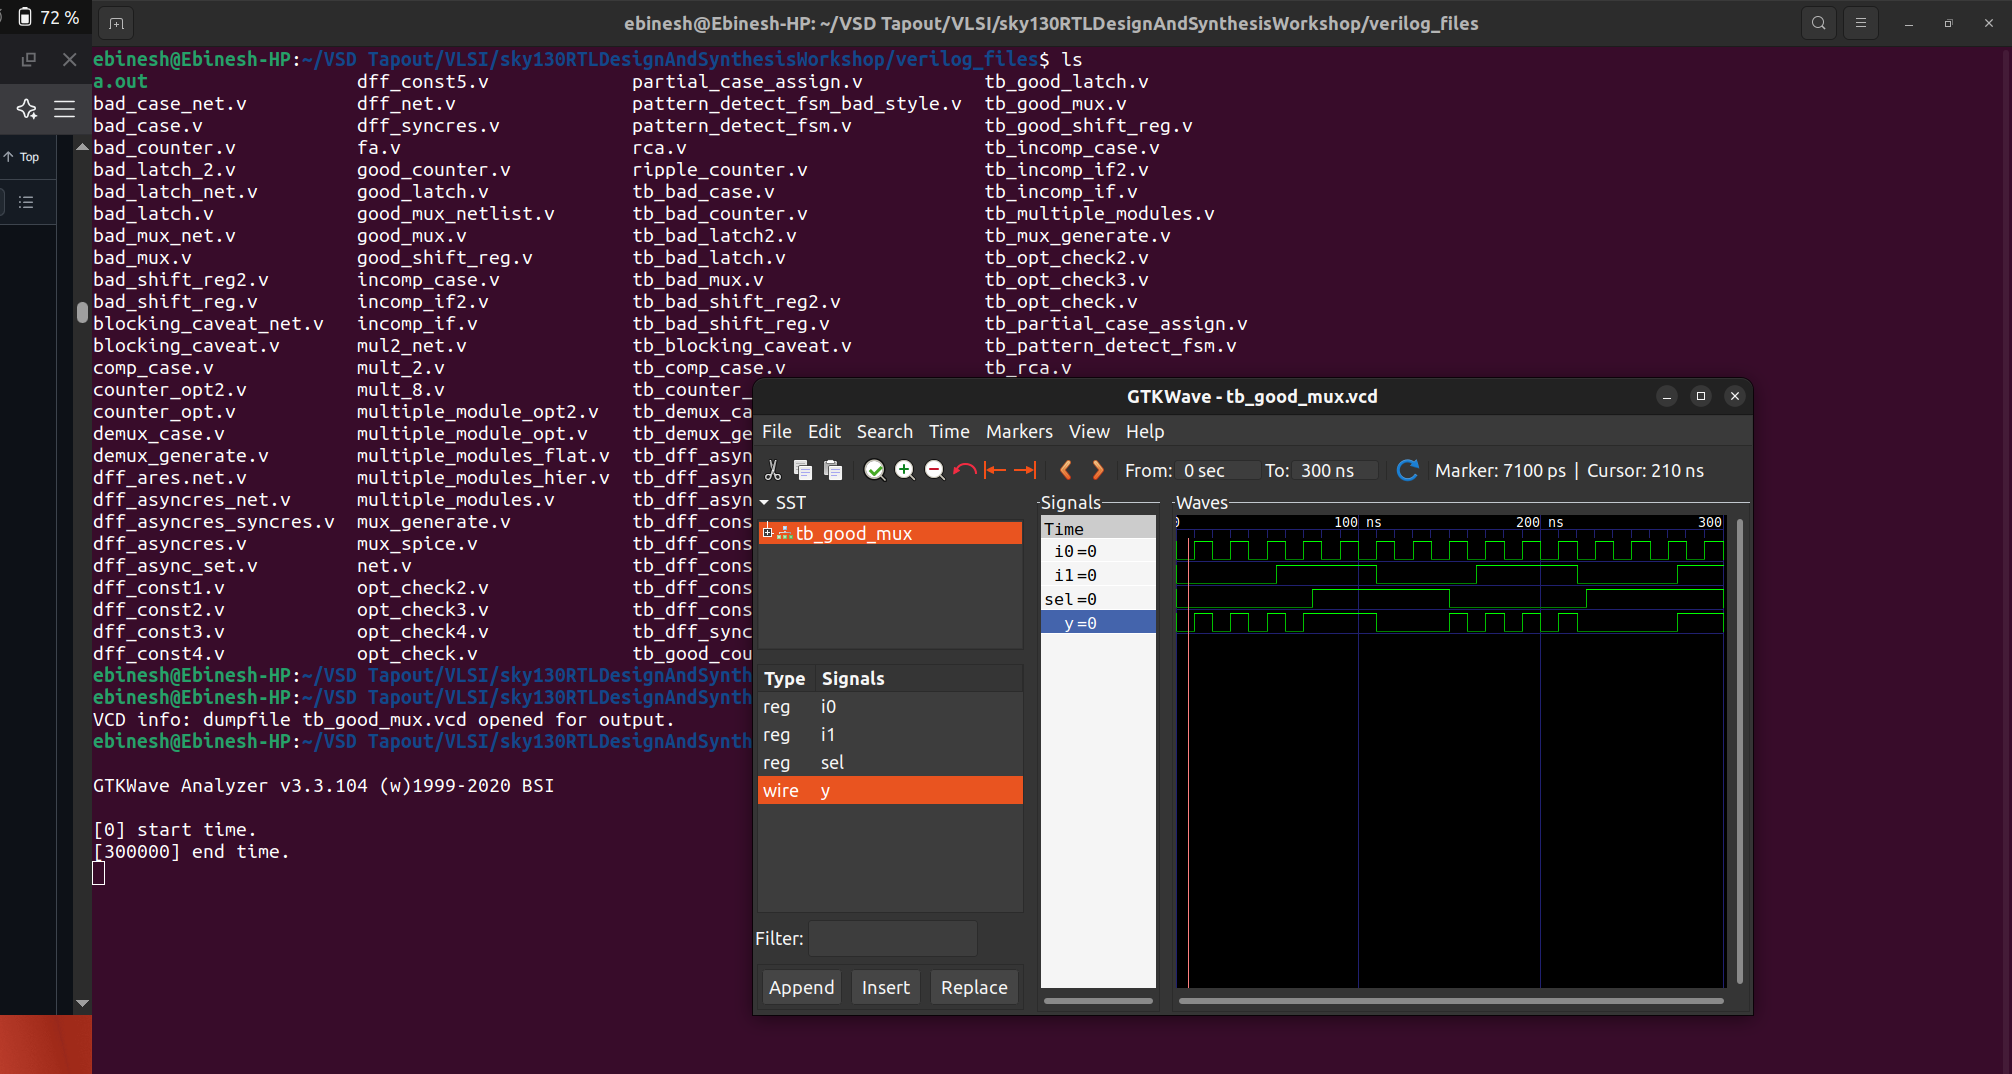 72 %
ebinesh@Ebinesh-HP: ~/VSD Tapout/VLSI/sky130RTLDesignAndSynthesisWorkshop/verilog_files
Top
ebinesh@Ebinesh-HP:~/VSD Tapout/VLSI/sky130RTLDesignAndSynthesisWorkshop/verilog_files$ ls
a.out dff_const5.v partial_case_assign.v tb_good_latch.v
bad_case_net.v dff_net.v pattern_detect_fsm_bad_style.v tb_good_mux.v
bad_case.v dff_syncres.v pattern_detect_fsm.v tb_good_shift_reg.v
bad_counter.v fa.v rca.v tb_incomp_case.v
bad_latch_2.v good_counter.v ripple_counter.v tb_incomp_if2.v
bad_latch_net.v good_latch.v tb_bad_case.v tb_incomp_if.v
bad_latch.v good_mux_netlist.v tb_bad_counter.v tb_multiple_modules.v
bad_mux_net.v good_mux.v tb_bad_latch2.v tb_mux_generate.v
bad_mux.v good_shift_reg.v tb_bad_latch.v tb_opt_check2.v
bad_shift_reg2.v incomp_case.v tb_bad_mux.v tb_opt_check3.v
bad_shift_reg.v incomp_if2.v tb_bad_shift_reg2.v tb_opt_check.v
blocking_caveat_net.v incomp_if.v tb_bad_shift_reg.v tb_partial_case_assign.v
blocking_caveat.v mul2_net.v tb_blocking_caveat.v tb_pattern_detect_fsm.v
comp_case.v mult_2.v tb_comp_case.v tb_rca.v
counter_opt2.v mult_8.v tb_counter_
counter_opt.v multiple_module_opt2.v tb_demux_ca
demux_case.v multiple_module_opt.v tb_demux_ge
demux_generate.v multiple_modules_flat.v tb_dff_asyn
dff_ares.net.v multiple_modules_hier.v tb_dff_asyn
dff_asyncres_net.v multiple_modules.v tb_dff_asyn
dff_asyncres_syncres.v mux_generate.v tb_dff_cons
dff_asyncres.v mux_spice.v tb_dff_cons
dff_async_set.v net.v tb_dff_cons
dff_const1.v opt_check2.v tb_dff_cons
dff_const2.v opt_check3.v tb_dff_cons
dff_const3.v opt_check4.v tb_dff_sync
dff_const4.v opt_check.v tb_good_cou
ebinesh@Ebinesh-HP:~/VSD Tapout/VLSI/sky130RTLDesignAndSynth
ebinesh@Ebinesh-HP:~/VSD Tapout/VLSI/sky130RTLDesignAndSynth
VCD info: dumpfile tb_good_mux.vcd opened for output.
ebinesh@Ebinesh-HP:~/VSD Tapout/VLSI/sky130RTLDesignAndSynth
GTKWave Analyzer v3.3.104 (w)1999-2020 BSI
[0] start time.
[300000] end time.
GTKWave - tb_good_mux.vcd
File Edit Search Time Markers View Help
From: 0 sec To: 300 ns Marker: 7100 ps | Cursor: 210 ns
SST
tb_good_mux
Type Signals
reg i0
reg i1
reg sel
wire y
Filter:
Append Insert Replace
Signals
Time
i0=0
i1=0
sel=0
y=0
Waves
0 100 ns 200 ns 300